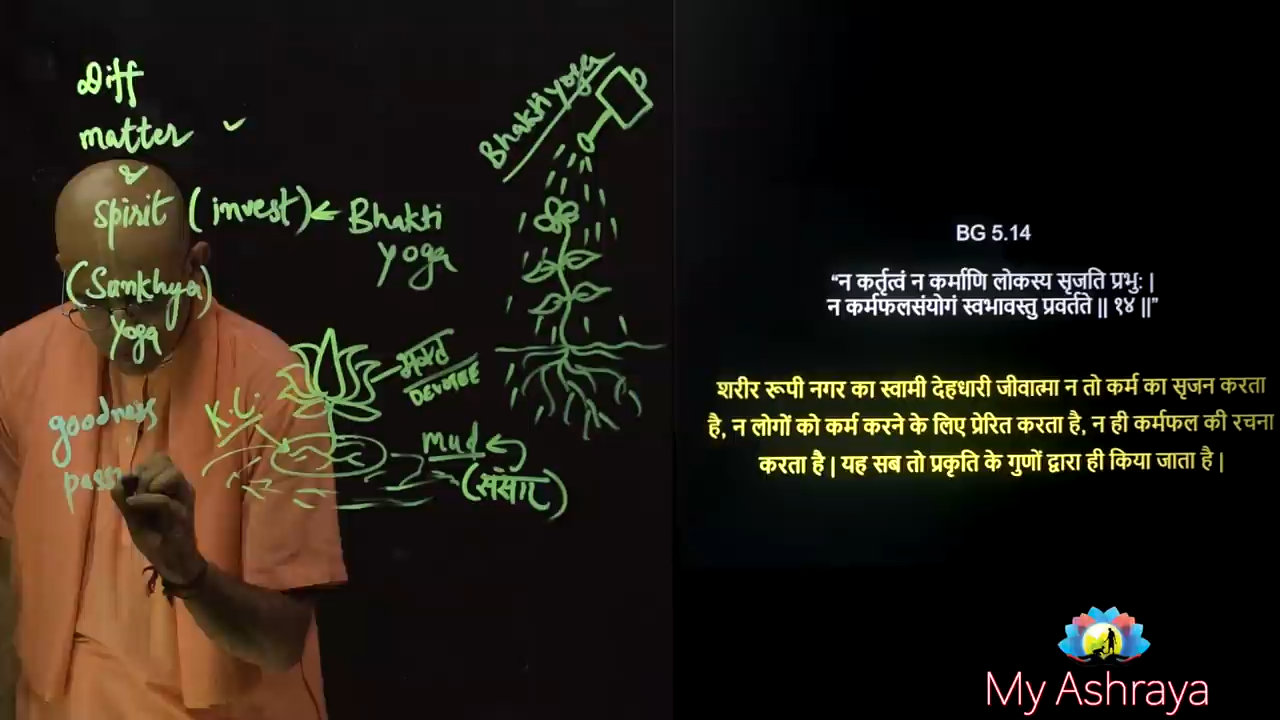 Diff
matter
&
spirit (invest) ← Bhakti
yoga
(Sankhya)
yoga
goodness
pass
K.C.
भक्त
DEVOTEE
mud
(संसार)
Bhakti yoga
BG 5.14
“न कर्तृत्वं न कर्माणि लोकस्य सृजति प्रभु: |
न कर्मफलसंयोगं स्वभावस्तु प्रवर्तते || १४ ||”
शरीर रूपी नगर का स्वामी देहधारी जीवात्मा न तो कर्म का सृजन करता
है, न लोगों को कर्म करने के लिए प्रेरित करता है, न ही कर्मफल की रचना
करता है | यह सब तो प्रकृति के गुणों द्वारा ही किया जाता है |
My Ashraya